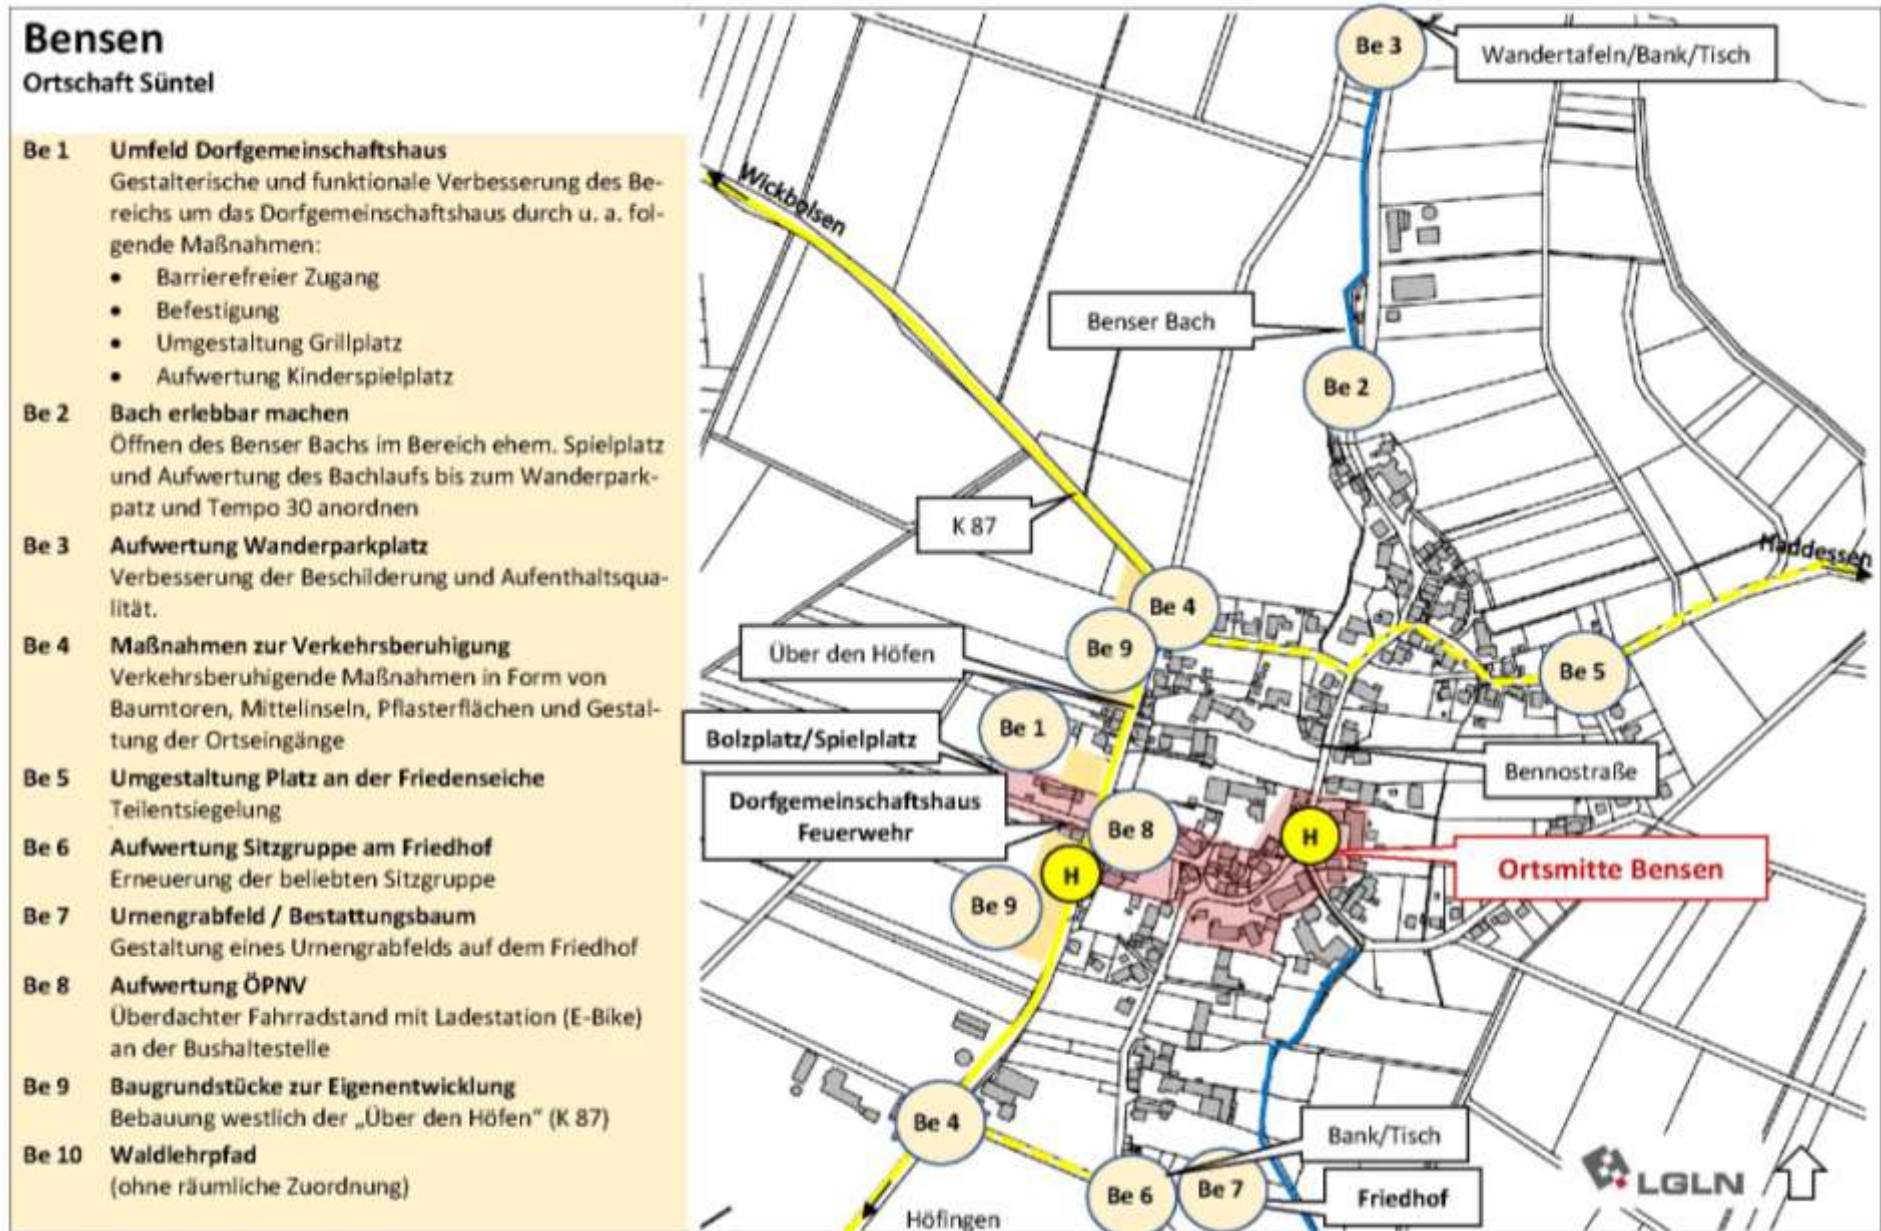 Bensen
Ortschaft Süntel
Be 1 Umfeld Dorfgemeinschaftshaus
Gestalterische und funktionale Verbesserung des Be-
reichs um das Dorfgemeinschaftshaus durch u. a. fol-
gende Maßnahmen:
• Barrierefreier Zugang
• Befestigung
• Umgestaltung Grillplatz
• Aufwertung Kinderspielplatz
Be 2 Bach erlebbar machen
Öffnen des Benser Bachs im Bereich ehem. Spielplatz
und Aufwertung des Bachlaufs bis zum Wanderpark-
patz und Tempo 30 anordnen
Be 3 Aufwertung Wanderparkplatz
Verbesserung der Beschilderung und Aufenthaltsqua-
lität.
Be 4 Maßnahmen zur Verkehrsberuhigung
Verkehrsberuhigende Maßnahmen in Form von
Baumtoren, Mittelinseln, Pflasterflächen und Gestal-
tung der Ortseingänge
Be 5 Umgestaltung Platz an der Friedenseiche
Teilentsiegelung
Be 6 Aufwertung Sitzgruppe am Friedhof
Erneuerung der beliebten Sitzgruppe
Be 7 Urnengrabfeld / Bestattungsbaum
Gestaltung eines Urnengrabfelds auf dem Friedhof
Be 8 Aufwertung ÖPNV
Überdachter Fahrradstand mit Ladestation (E-Bike)
an der Bushaltestelle
Be 9 Baugrundstücke zur Eigenentwicklung
Bebauung westlich der „Über den Höfen“ (K 87)
Be 10 Waldlehrpfad
(ohne räumliche Zuordnung)
Be 3
Wandertafeln/Bank/Tisch
Wickbolsen
Benser Bach
Be 2
K 87
Haddessen
Be 4
Be 9
Über den Höfen
Be 5
Be 1
Bolzplatz/Spielplatz
Bennostraße
Dorfgemeinschaftshaus
Feuerwehr
Be 8
H
H
Ortsmitte Bensen
Be 9
Be 4
Bank/Tisch
Be 6
Be 7
Friedhof
Höfingen
LGLN